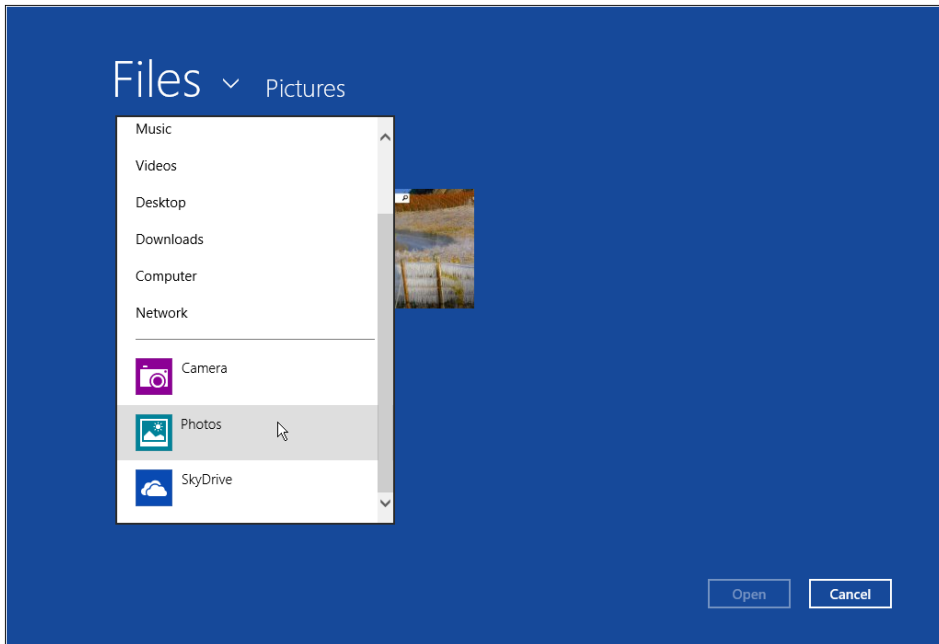 Files Pictures
Music
Videos
Desktop
Downloads
Computer
Network
Camera
Photos
SkyDrive
Open Cancel